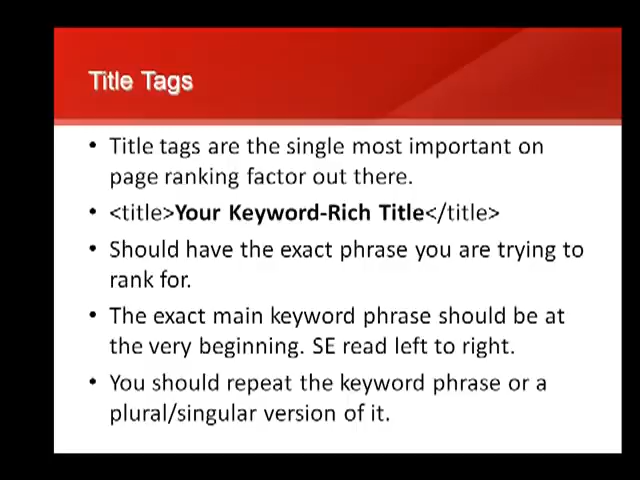 Title Tags
• Title tags are the single most important on
page ranking factor out there.
• <title>Your Keyword-Rich Title</title>
• Should have the exact phrase you are trying to
rank for.
• The exact main keyword phrase should be at
the very beginning. SE read left to right.
• You should repeat the keyword phrase or a
plural/singular version of it.